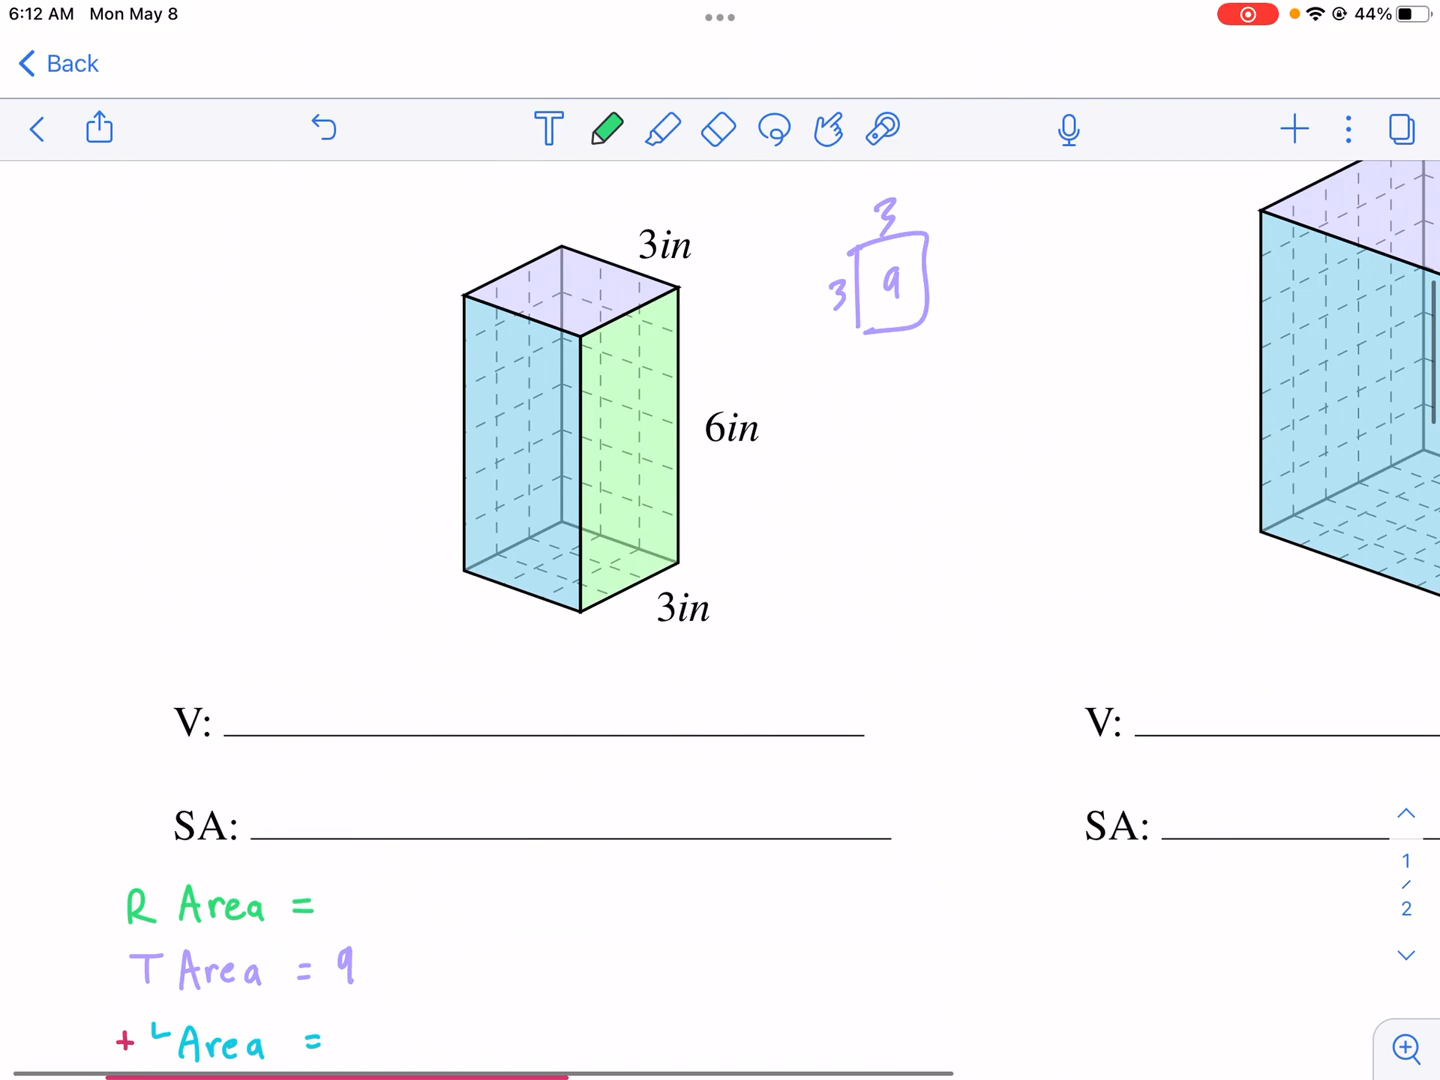 6:12 AM Mon May 8
44%
Back
3
3in
3
9
6in
3in
V:
V:
SA:
SA:
1
/
2
R Area =
T Area = 9
+ L Area =